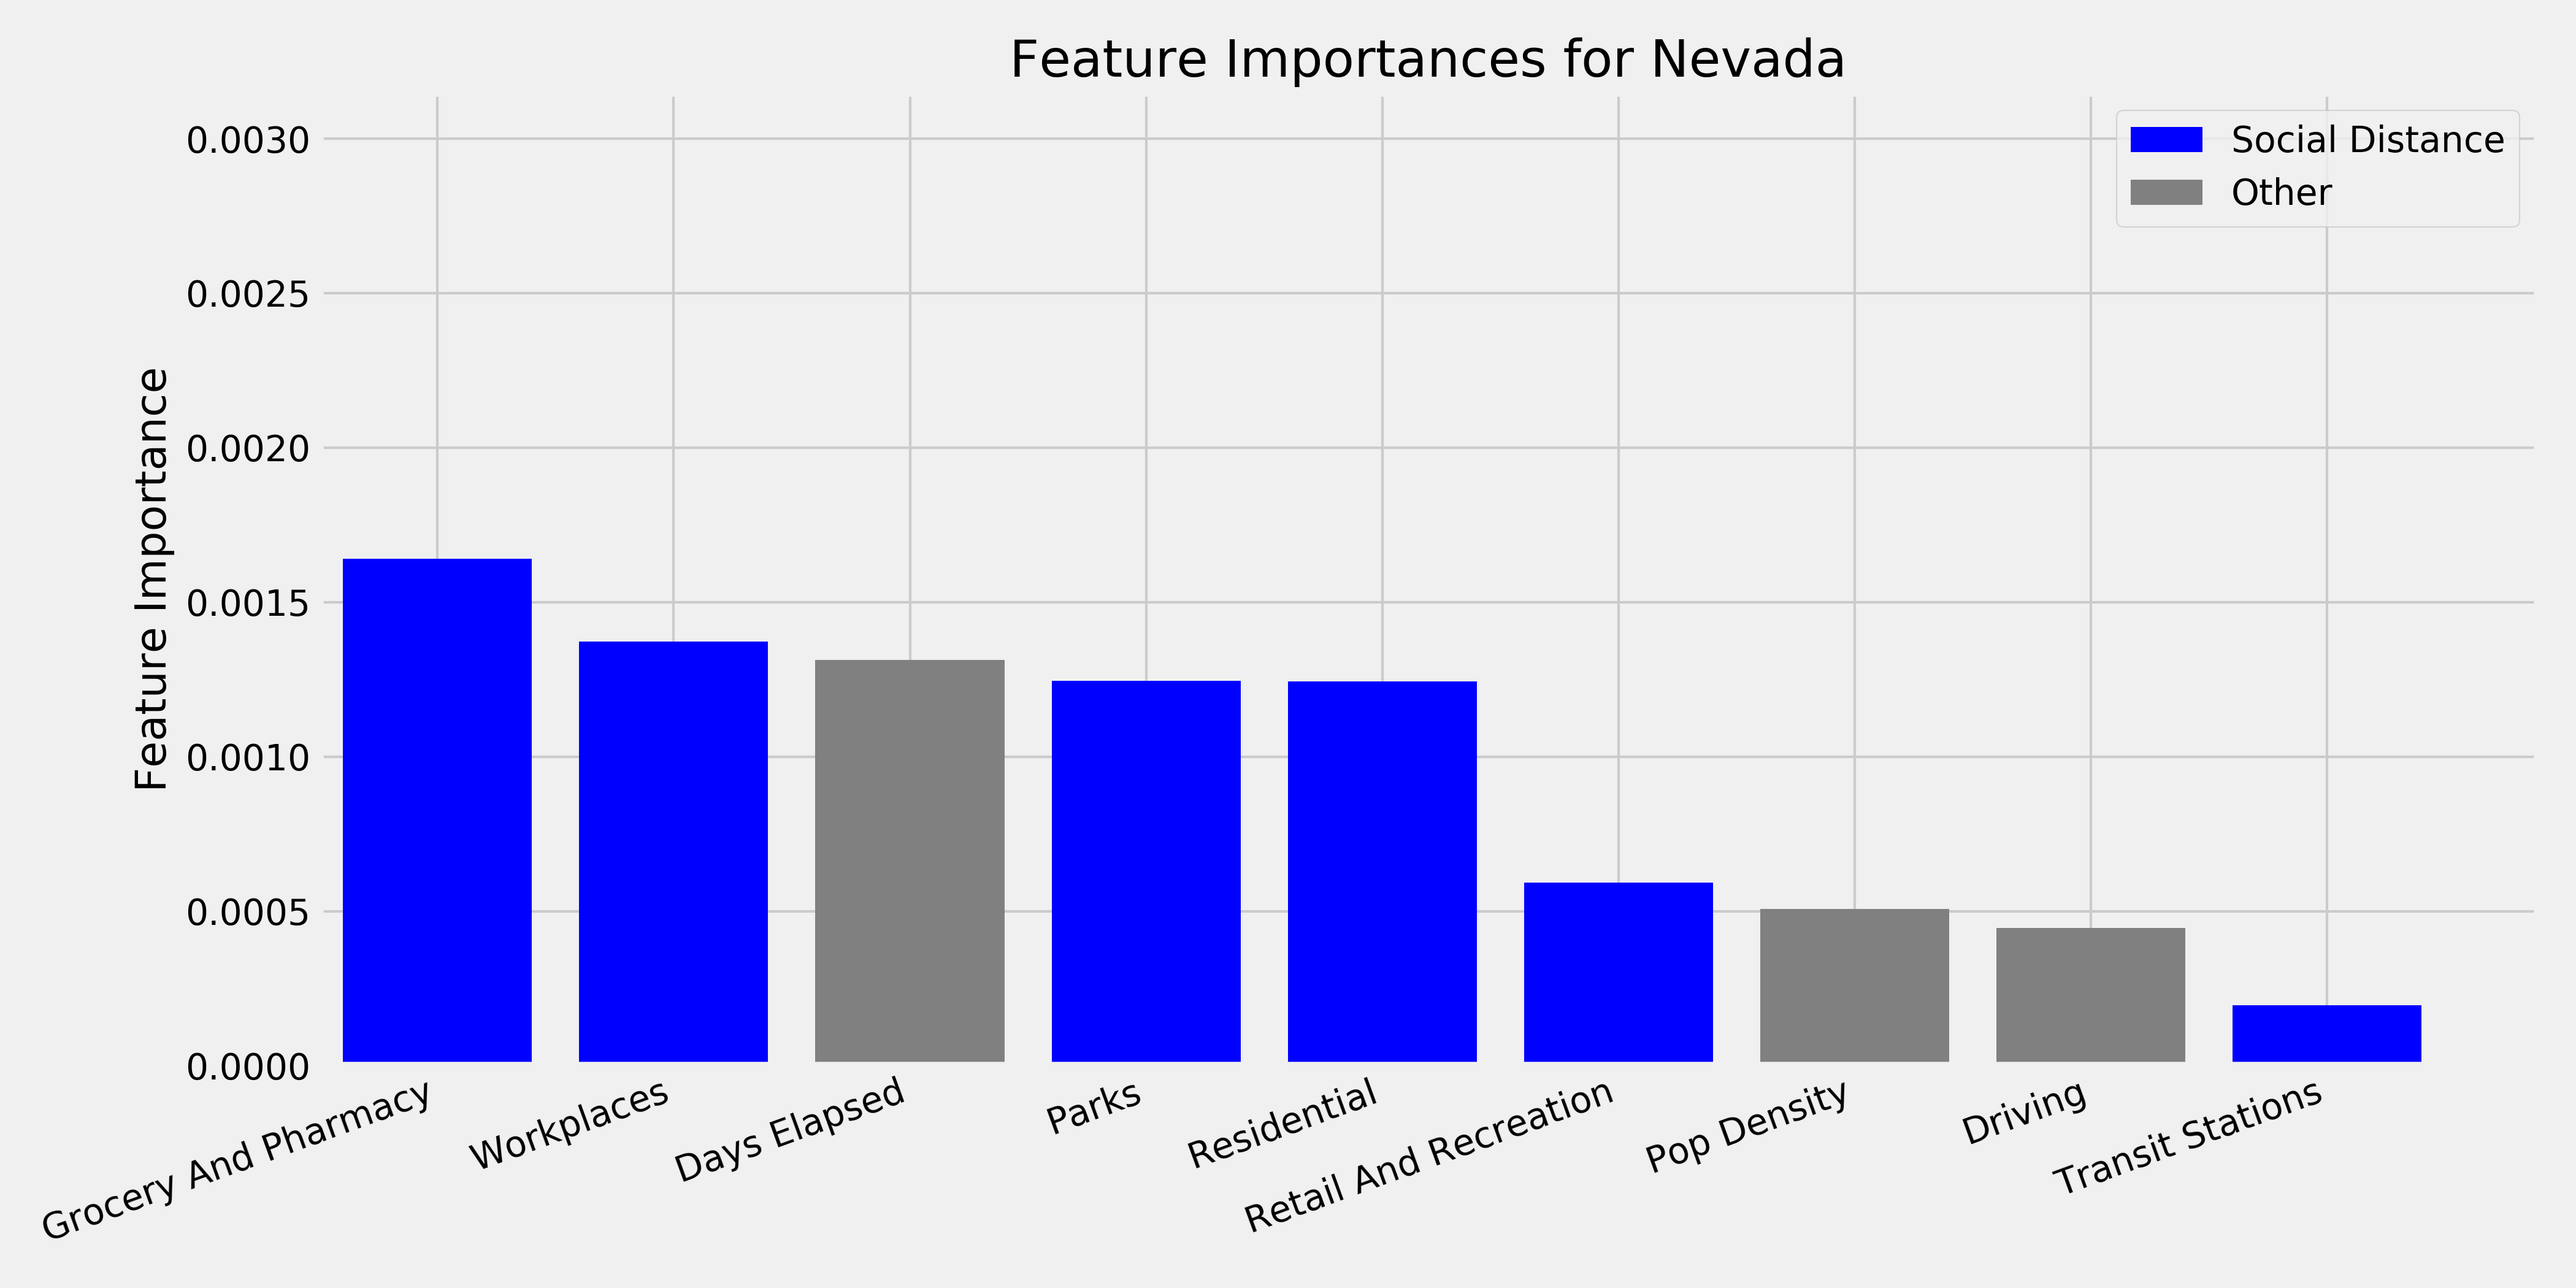 Feature Importances for Nevada
Social Distance
Other
Feature Importance
0.0030
0.0025
0.0020
0.0015
0.0010
0.0005
0.0000
Grocery And Pharmacy
Workplaces
Days Elapsed
Parks
Residential
Retail And Recreation
Pop Density
Driving
Transit Stations